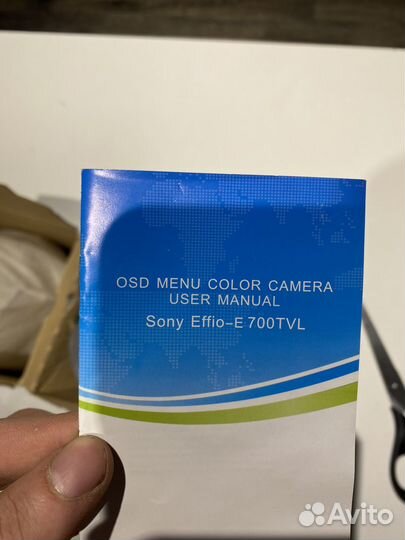 OSD MENU COLOR CAMERA
USER MANUAL
Sony Effio-E 700TVL
Avito